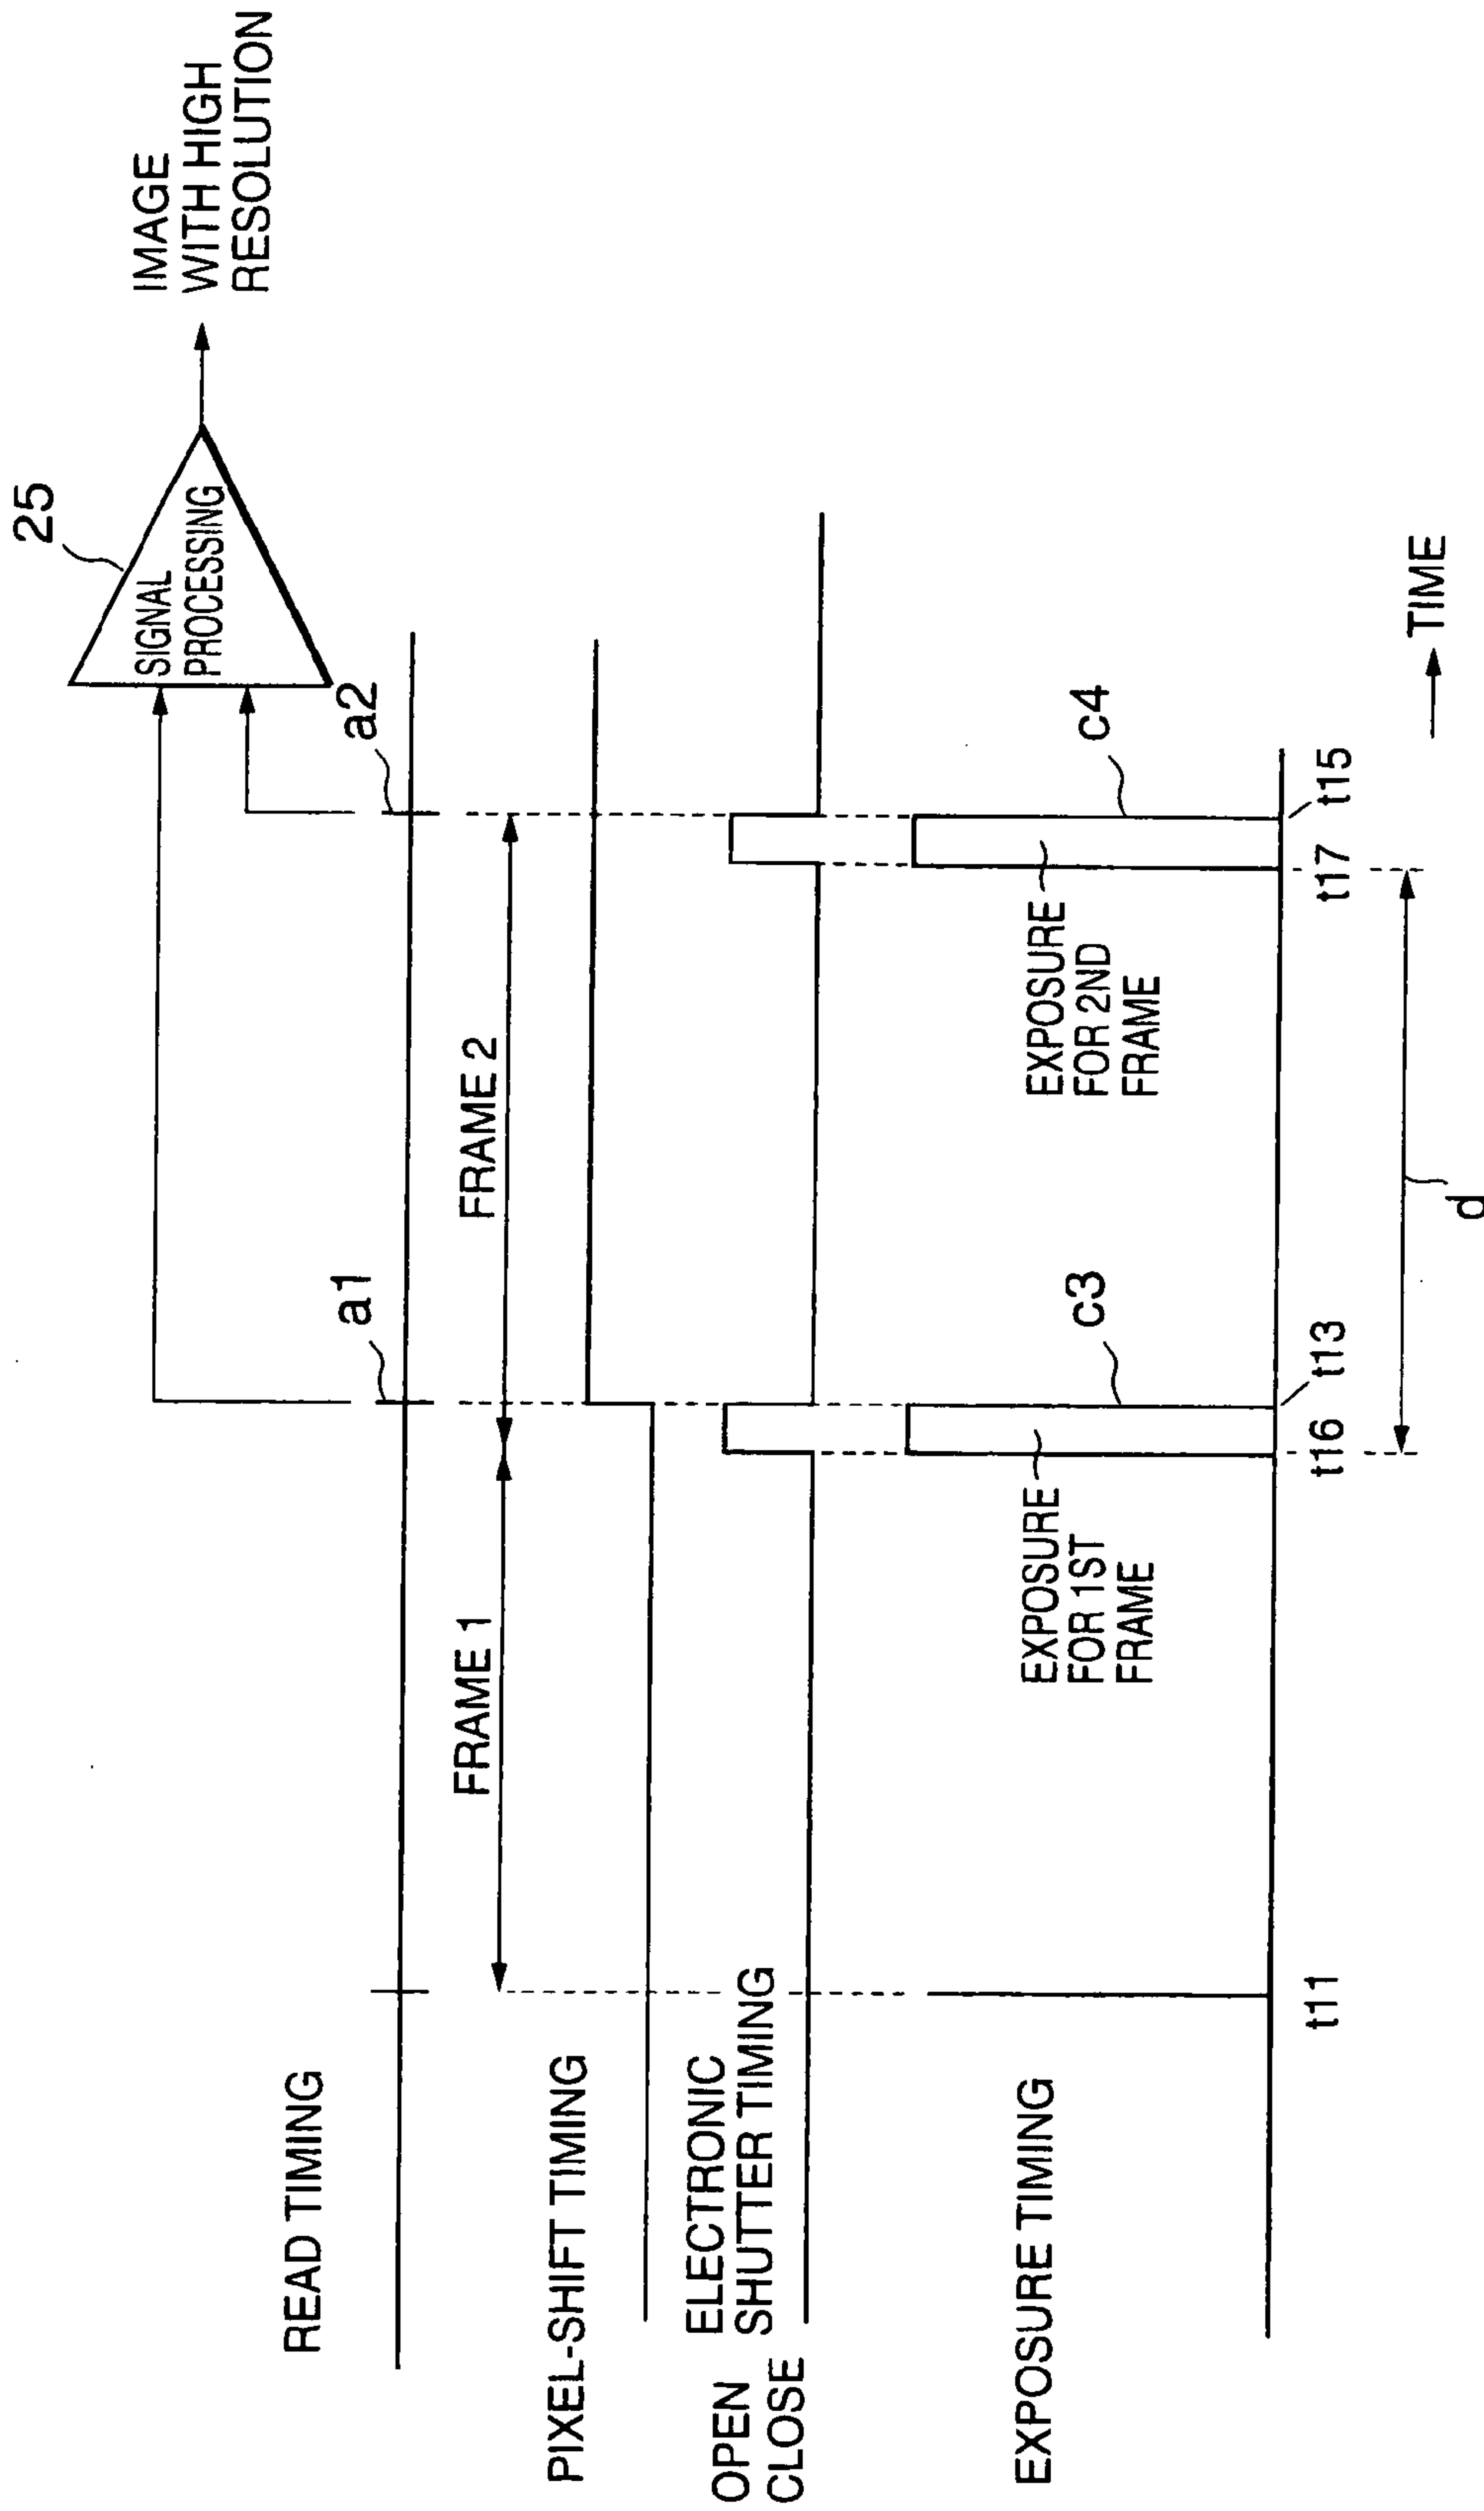 25
SIGNAL
PROCESSING
IMAGE
WITH HIGH
RESOLUTION
READ TIMING
a1
a2
FRAME 1
FRAME 2
PIXEL-SHIFT TIMING
ELECTRONIC
SHUTTER TIMING
OPEN
CLOSE
EXPOSURE TIMING
EXPOSURE
FOR 1ST
FRAME
c3
EXPOSURE
FOR 2ND
FRAME
c4
t11
t16
t13
t17
t15
d
TIME